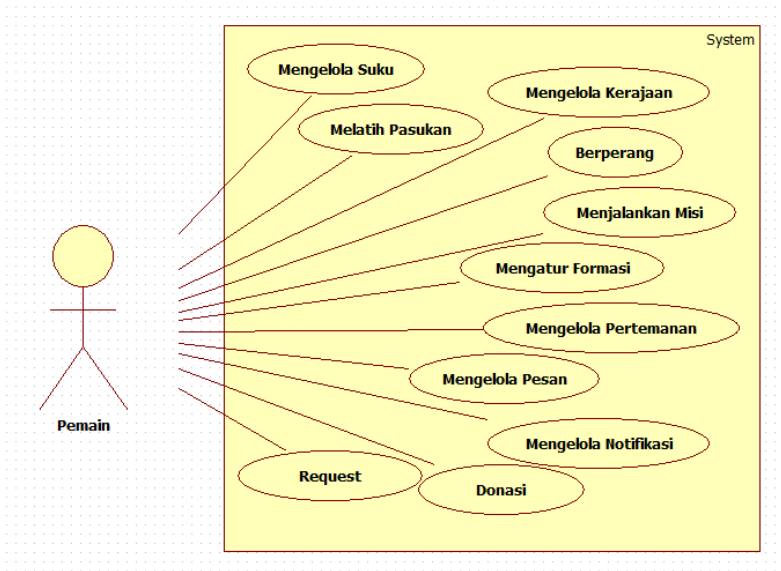 System
Mengelola Suku
Mengelola Kerajaan
Melatih Pasukan
Berperang
Menjalankan Misi
Mengatur Formasi
Mengelola Pertemanan
Mengelola Pesan
Pemain
Mengelola Notifikasi
Request
Donasi